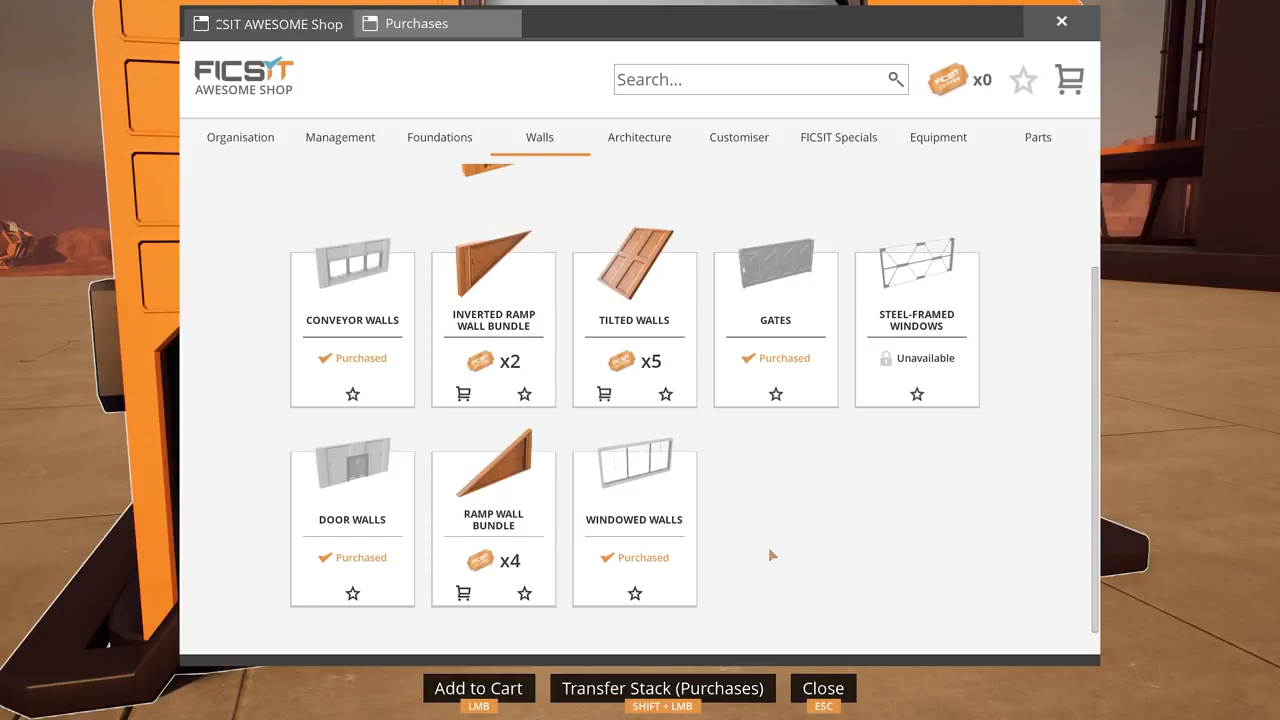 CSIT AWESOME Shop
Purchases
FICSIT
AWESOME SHOP
Search...
FICSIT
COUPON
x0
Organisation
Management
Foundations
Walls
Architecture
Customiser
FICSIT Specials
Equipment
Parts
CONVEYOR WALLS
Purchased
INVERTED RAMP
WALL BUNDLE
x2
TILTED WALLS
x5
GATES
Purchased
STEEL-FRAMED
WINDOWS
Unavailable
DOOR WALLS
Purchased
RAMP WALL
BUNDLE
x4
WINDOWED WALLS
Purchased
Add to Cart
LMB
Transfer Stack (Purchases)
SHIFT + LMB
Close
ESC